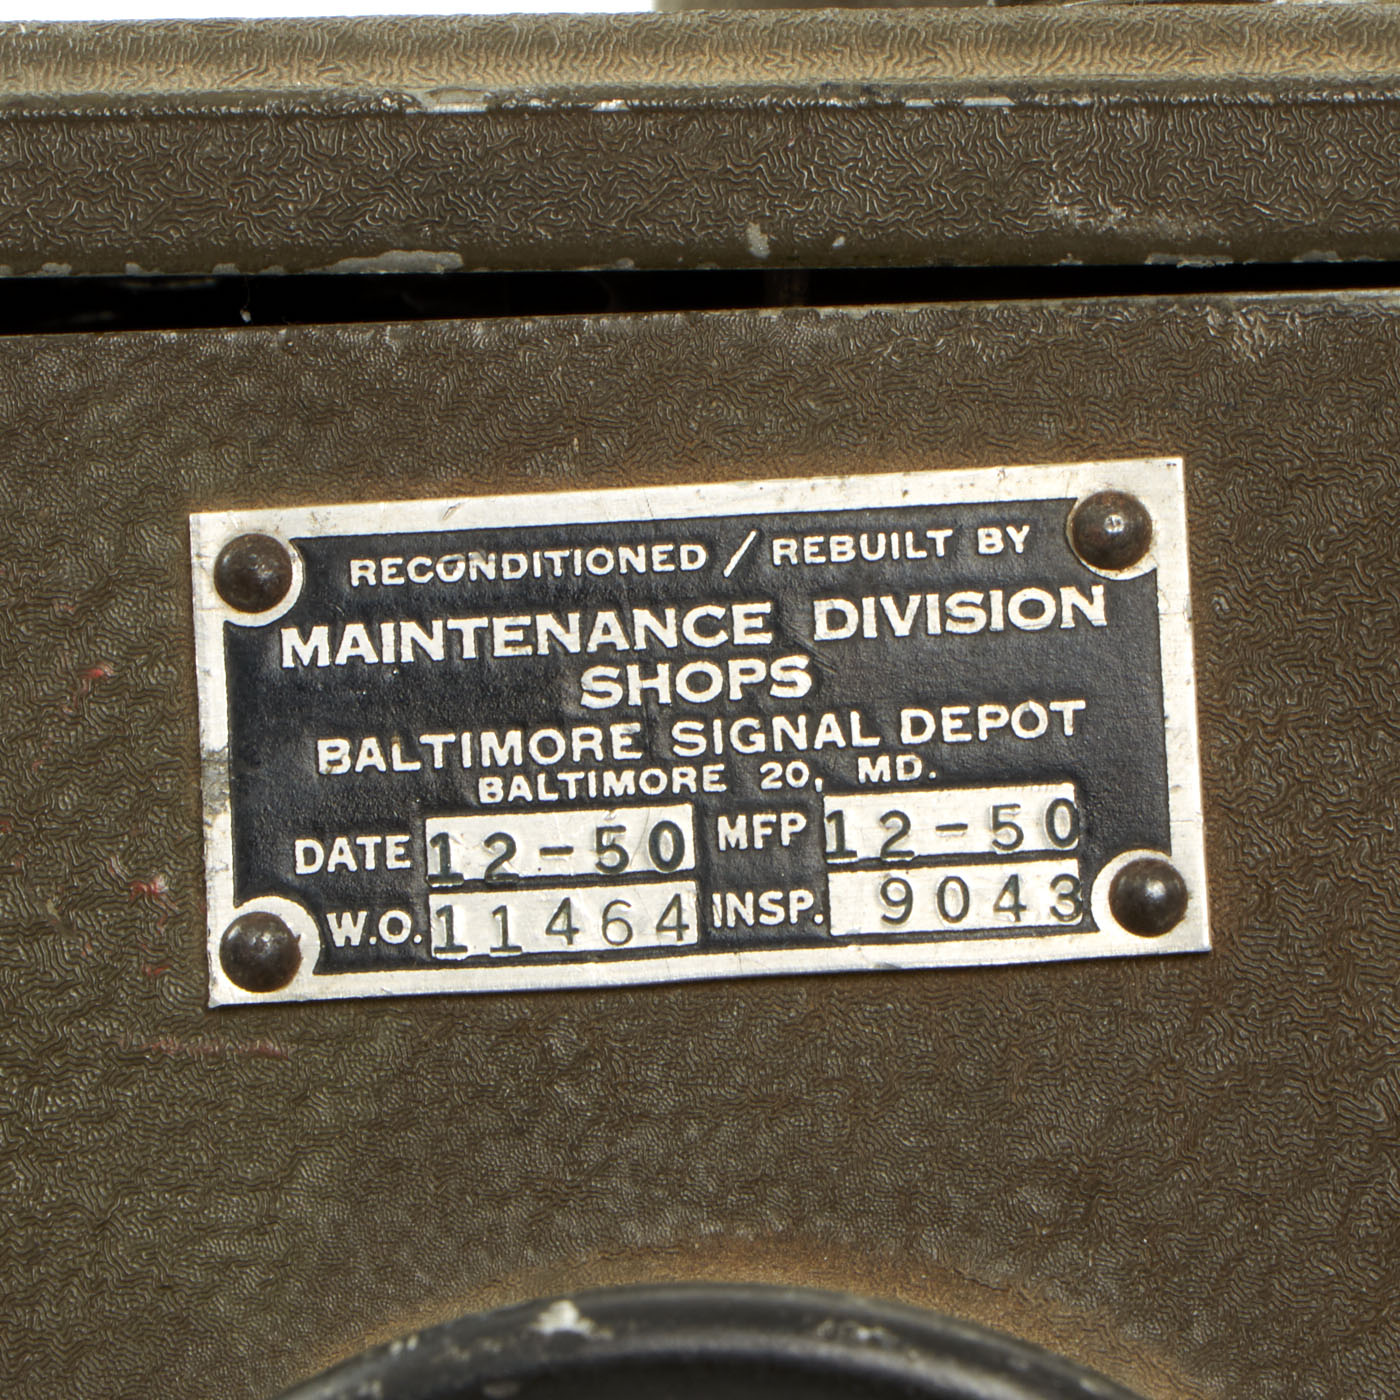 RECONDITIONED / REBUILT BY
MAINTENANCE DIVISION
SHOPS
BALTIMORE SIGNAL DEPOT
BALTIMORE 20, MD.
DATE 12-50 MFP 12-50
W.O. 11464 INSP. 9043